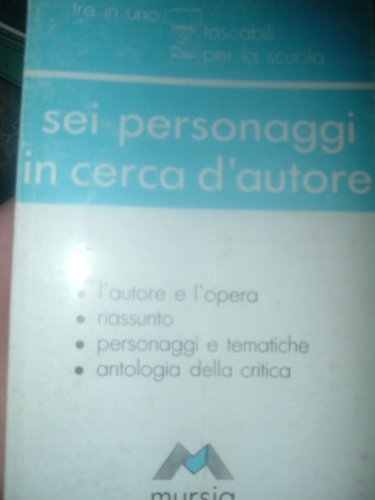 tre in uno tascabili
per la scuola
sei personaggi
in cerca d'autore
• l'autore e l'opera
• riassunto
• personaggi e tematiche
• antologia della critica
mursia